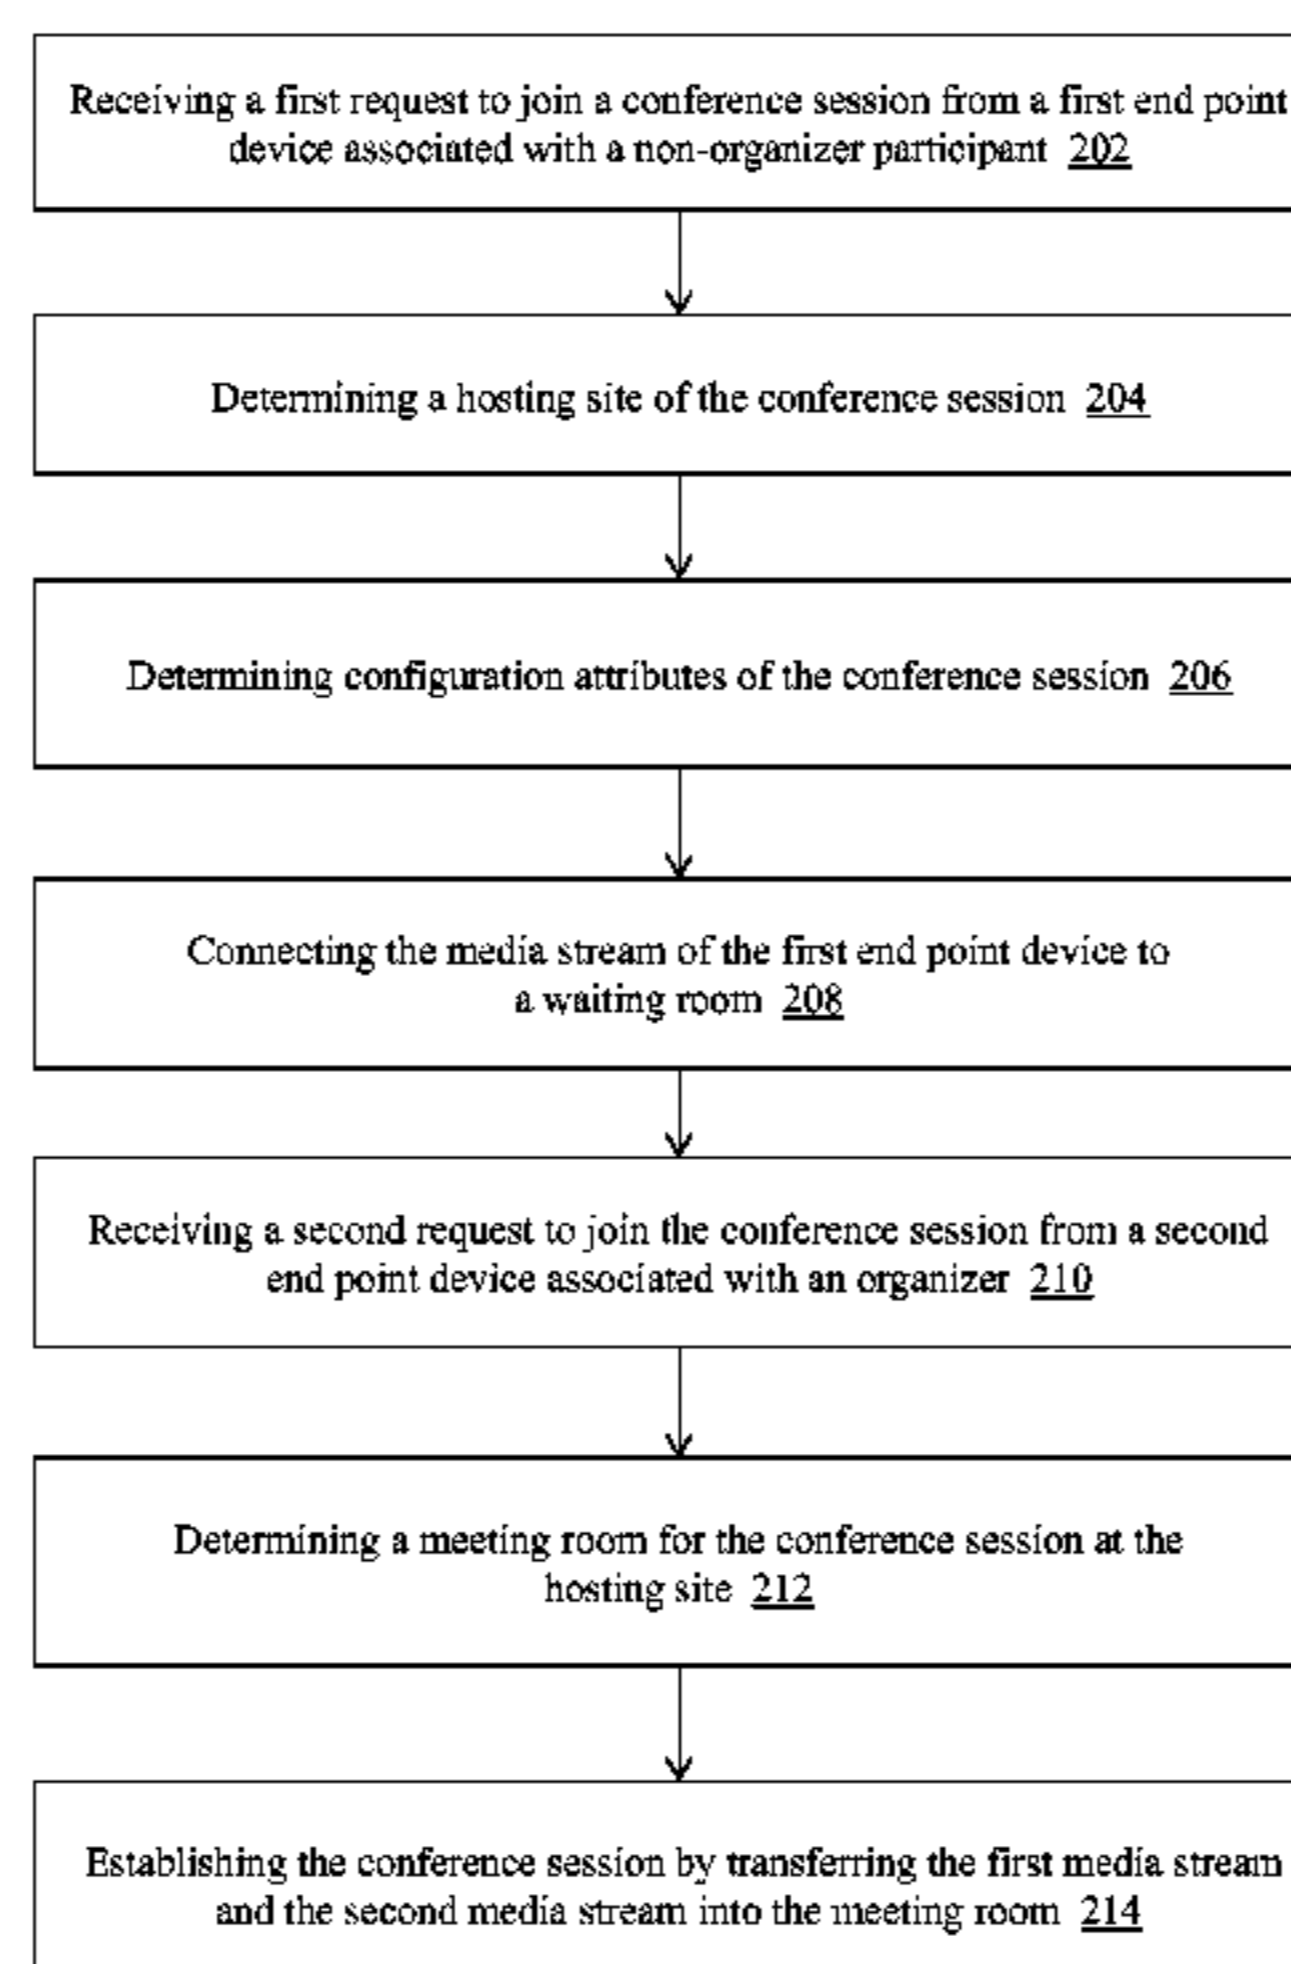 Receiving a first request to join a conference session from a first end point
device associated with a non-organizer participant 202
Determining a hosting site of the conference session 204
Determining configuration attributes of the conference session 206
Connecting the media stream of the first end point device to
a waiting room 208
Receiving a second request to join the conference session from a second
end point device associated with an organizer 210
Determining a meeting room for the conference session at the
hosting site 212
Establishing the conference session by transferring the first media stream
and the second media stream into the meeting room 214